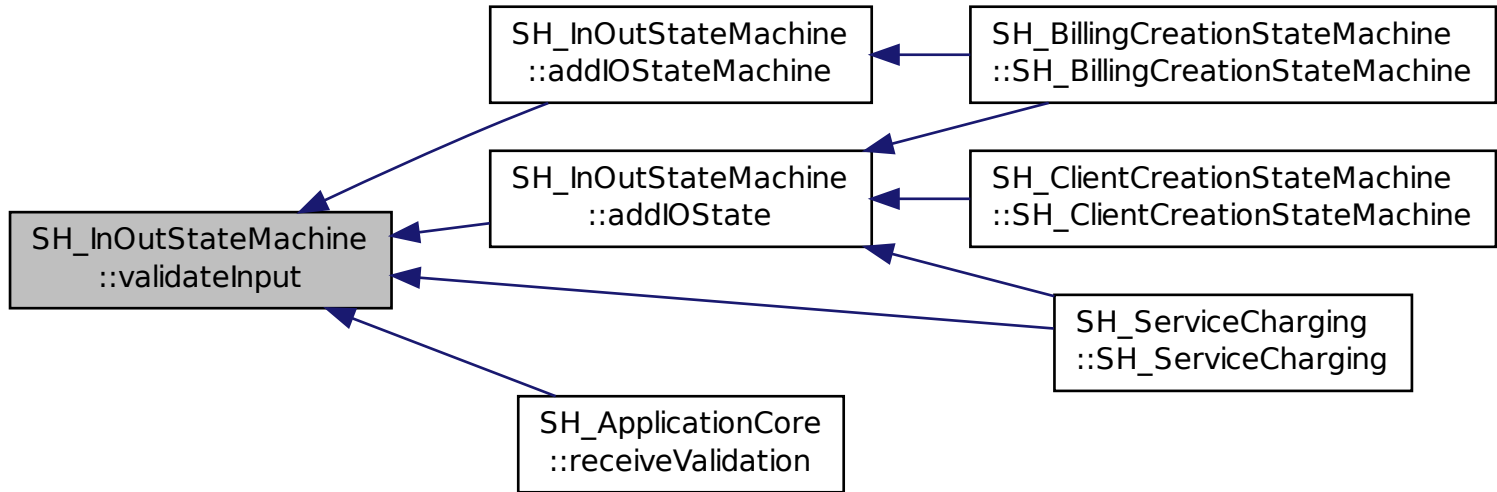 SH_InOutStateMachine
::validateInput
SH_InOutStateMachine
::addIOStateMachine
SH_InOutStateMachine
::addIOState
SH_ApplicationCore
::receiveValidation
SH_BillingCreationStateMachine
::SH_BillingCreationStateMachine
SH_ClientCreationStateMachine
::SH_ClientCreationStateMachine
SH_ServiceCharging
::SH_ServiceCharging